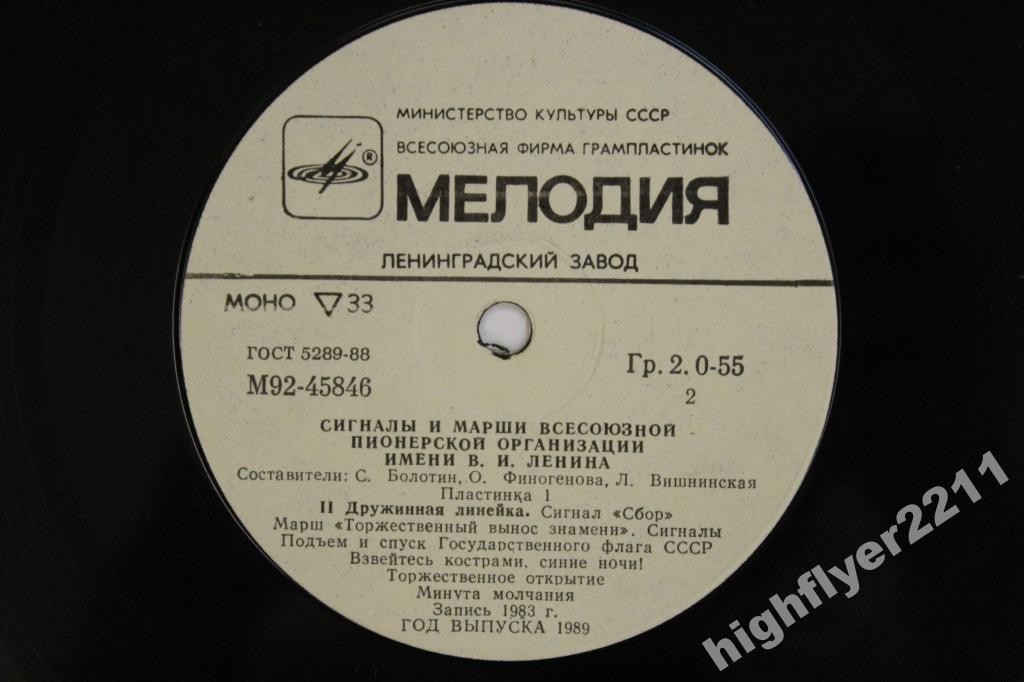 МИНИСТЕРСТВО КУЛЬТУРЫ СССР
ВСЕСОЮЗНАЯ ФИРМА ГРАМПЛАСТИНОК
®
МЕЛОДИЯ
ЛЕНИНГРАДСКИЙ ЗАВОД
МОНО ▽ 33
ГОСТ 5289-88
М92-45846
Гр. 2. 0-55
2
СИГНАЛЫ И МАРШИ ВСЕСОЮЗНОЙ
ПИОНЕРСКОЙ ОРГАНИЗАЦИИ
ИМЕНИ В. И. ЛЕНИНА
Составители: С. Болотин, О. Финогенова, Л. Вишнинская
Пластинка 1
II Дружинная линейка. Сигнал «Сбор»
Марш «Торжественный вынос знамени». Сигналы
Подъем и спуск Государственного флага СССР
Взвейтесь кострами, синие ночи!
Торжественное открытие
Минута молчания
Запись 1983 г.
ГОД ВЫПУСКА 1989
highflyer2211